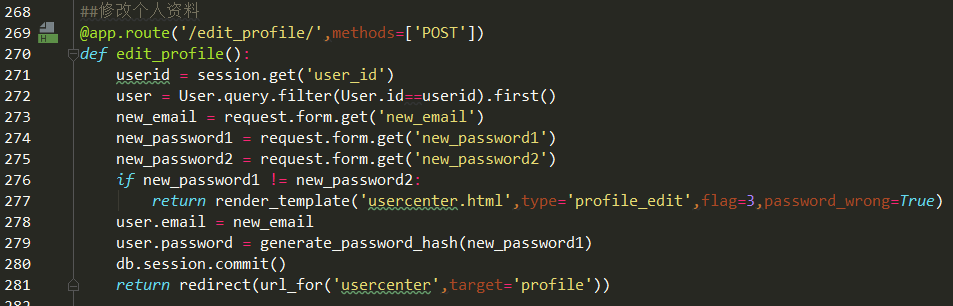 268 ##修改个人资料
269 @app.route('/edit_profile/',methods=['POST'])
270 def edit_profile():
271 userid = session.get('user_id')
272 user = User.query.filter(User.id==userid).first()
273 new_email = request.form.get('new_email')
274 new_password1 = request.form.get('new_password1')
275 new_password2 = request.form.get('new_password2')
276 if new_password1 != new_password2:
277 return render_template('usercenter.html',type='profile_edit',flag=3,password_wrong=True)
278 user.email = new_email
279 user.password = generate_password_hash(new_password1)
280 db.session.commit()
281 return redirect(url_for('usercenter',target='profile'))